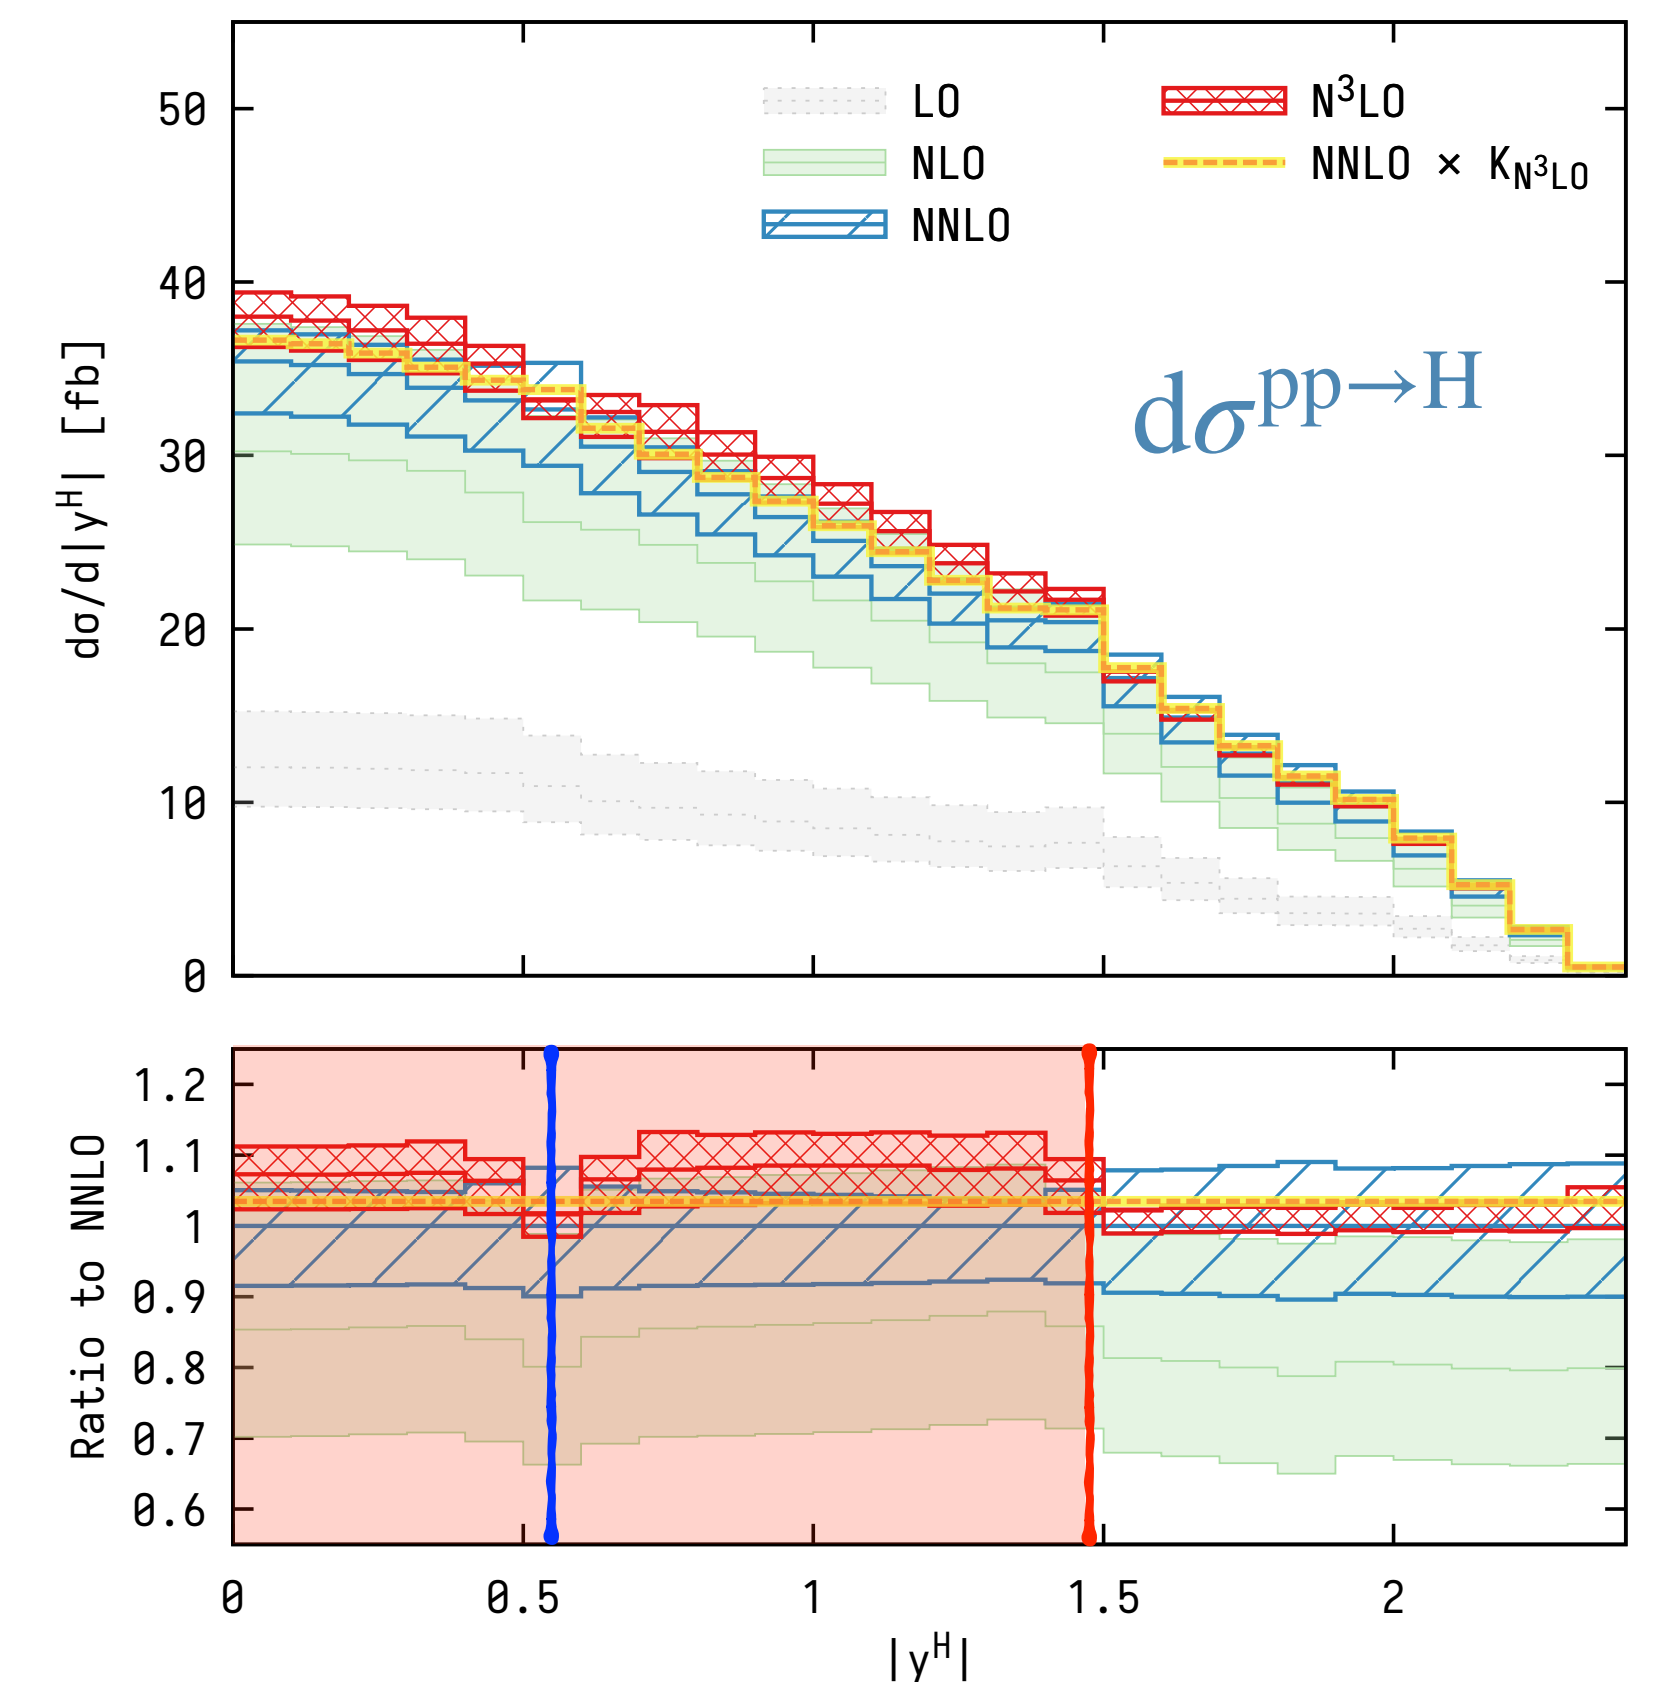 50
40
30
20
10
0
dσ/d|yᴴ| [fb]
LO
NLO
NNLO
N³LO
NNLO × K_N³LO
dσ^pp→H
1.2
1.1
1
0.9
0.8
0.7
0.6
Ratio to NNLO
0 0.5 1 1.5 2
|yᴴ|